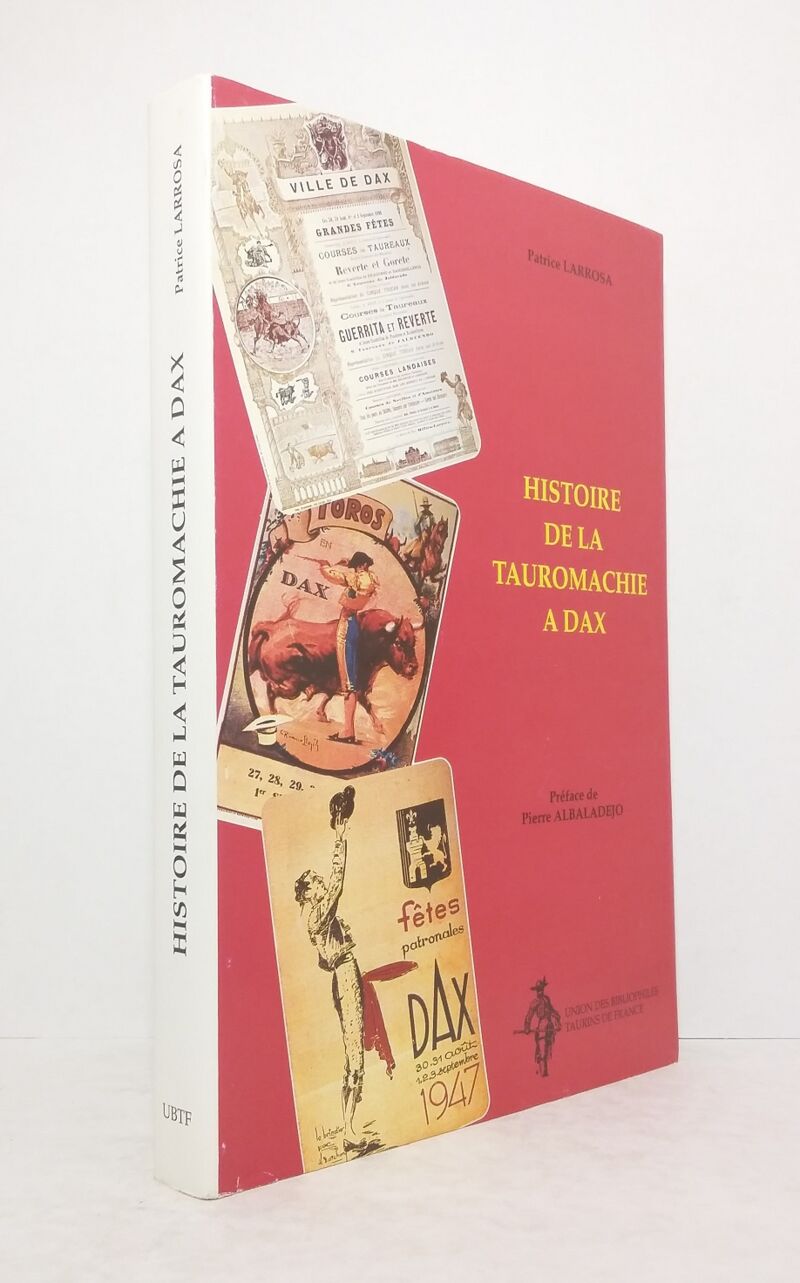 HISTOIRE DE LA TAUROMACHIE A DAX
Patrice LARROSA
UBTF
Patrice LARROSA
HISTOIRE
DE LA
TAUROMACHIE
A DAX
Préface de
Pierre ALBALADEJO
UNION DES BIBLIOPHILES
TAURINS DE FRANCE
VILLE DE DAX
GRANDES FÊTES
COURSES DE TAUREAUX
Reverte et Gorete
Courses de Taureaux
GUERRITA ET REVERTE
COURSES LANDAISES
TOROS
EN
DAX
27, 28, 29.
1er
fêtes
patronales
DAX
30.31 août
1.2.3 septembre
1947